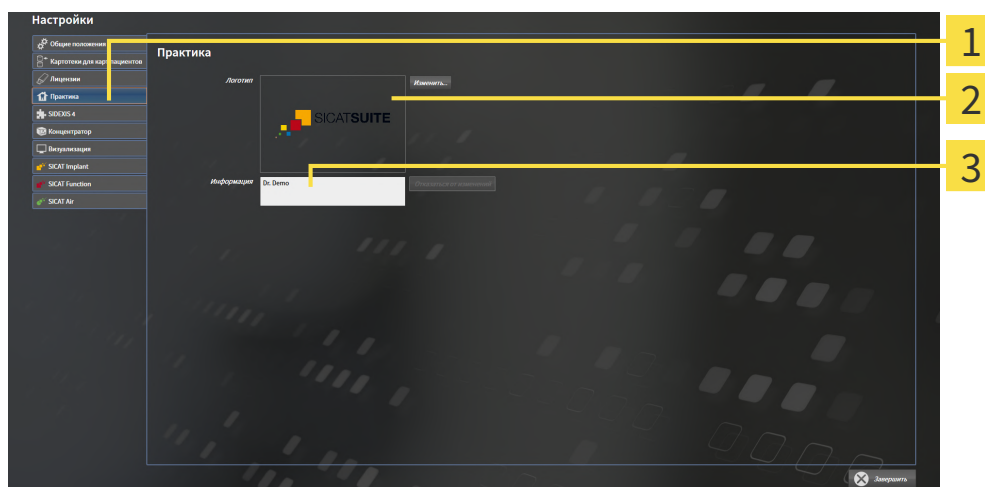 Настройки
Общие положения
Картотеки для карт пациентов
Лицензии
Практика
SIDEXIS 4
Концентратор
Визуализация
SICAT Implant
SICAT Function
SICAT Air
Практика
Логотип
Изменить...
SICATSUITE
Информация
Dr. Demo
Отказаться от изменений
Завершить
1
2
3